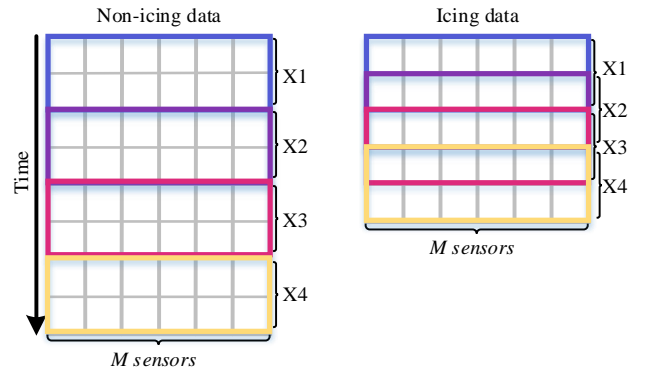 Non-icing data
Icing data
Time
X1
X2
X3
X4
M sensors
X1
X2
X3
X4
M sensors